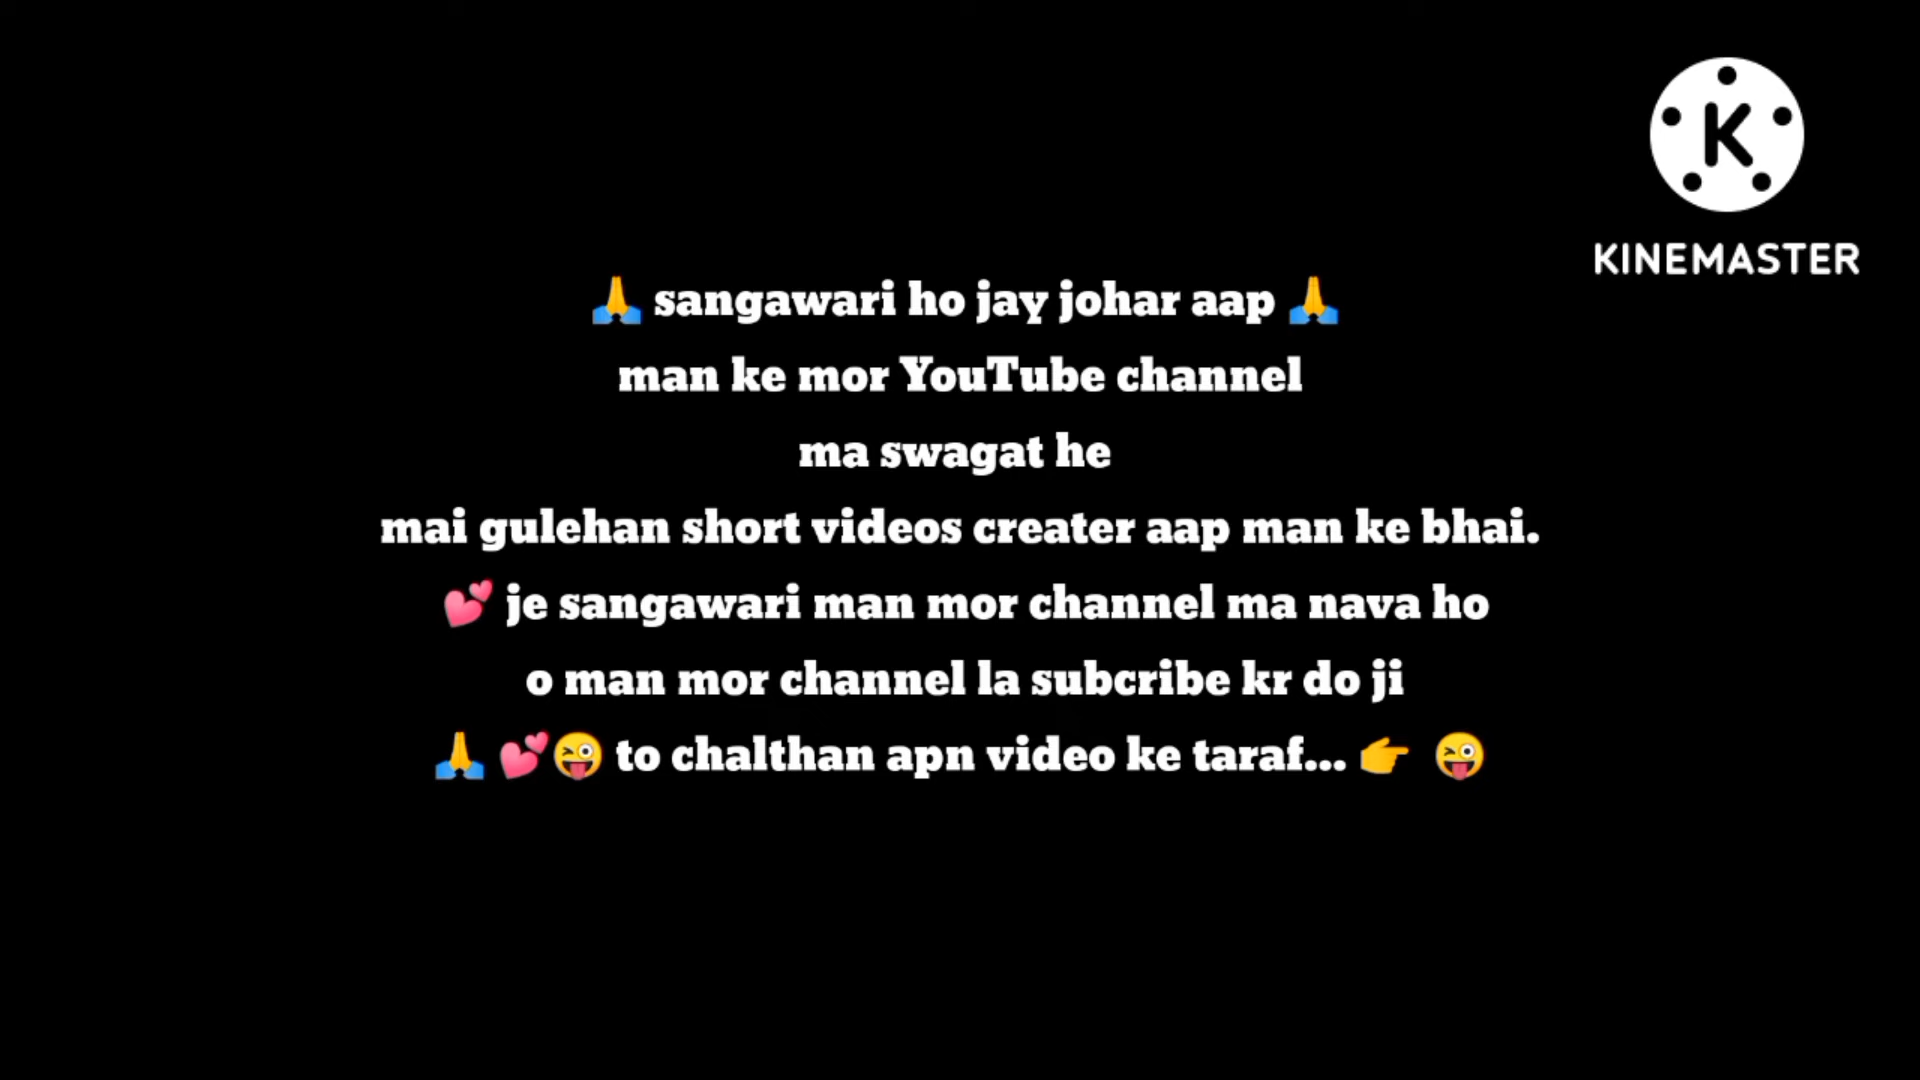 K
KINEMASTER
🙏 sangawari ho jay johar aap 🙏
man ke mor YouTube channel
ma swagat he
mai gulehan short videos creater aap man ke bhai.
💕 je sangawari man mor channel ma nava ho
o man mor channel la subcribe kr do ji
🙏 💕😜 to chalthan apn video ke taraf... 👉 😜